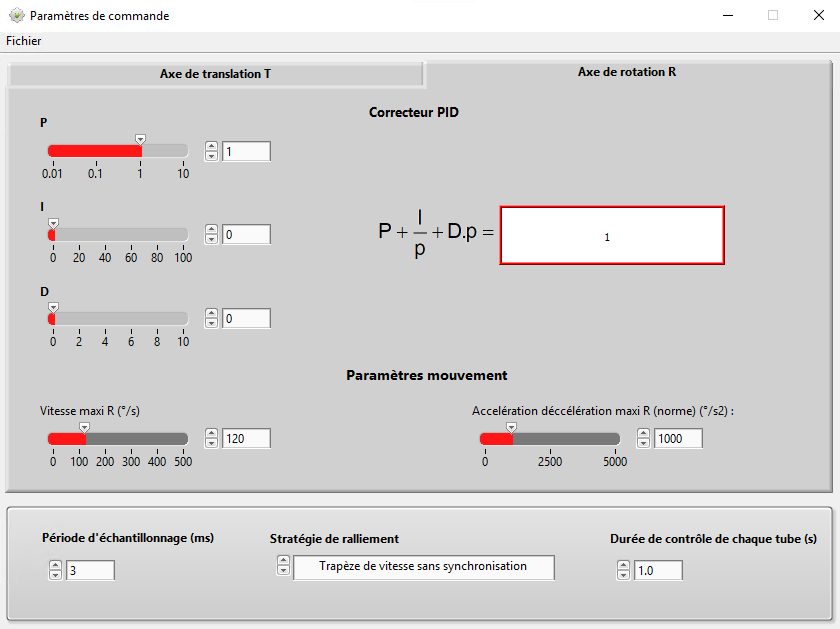 Paramètres de commande
Fichier
Axe de translation T
Axe de rotation R
Correcteur PID
P
1
0.01 0.1 1 10
I
0
0 20 40 60 80 100
P + I/p + D.p = 1
D
0
0 2 4 6 8 10
Paramètres mouvement
Vitesse maxi R (°/s)
120
0 100 200 300 400 500
Accelération déccélération maxi R (norme) (°/s2) :
1000
0 2500 5000
Période d'échantillonnage (ms)
3
Stratégie de ralliement
Trapèze de vitesse sans synchronisation
Durée de contrôle de chaque tube (s)
1.0